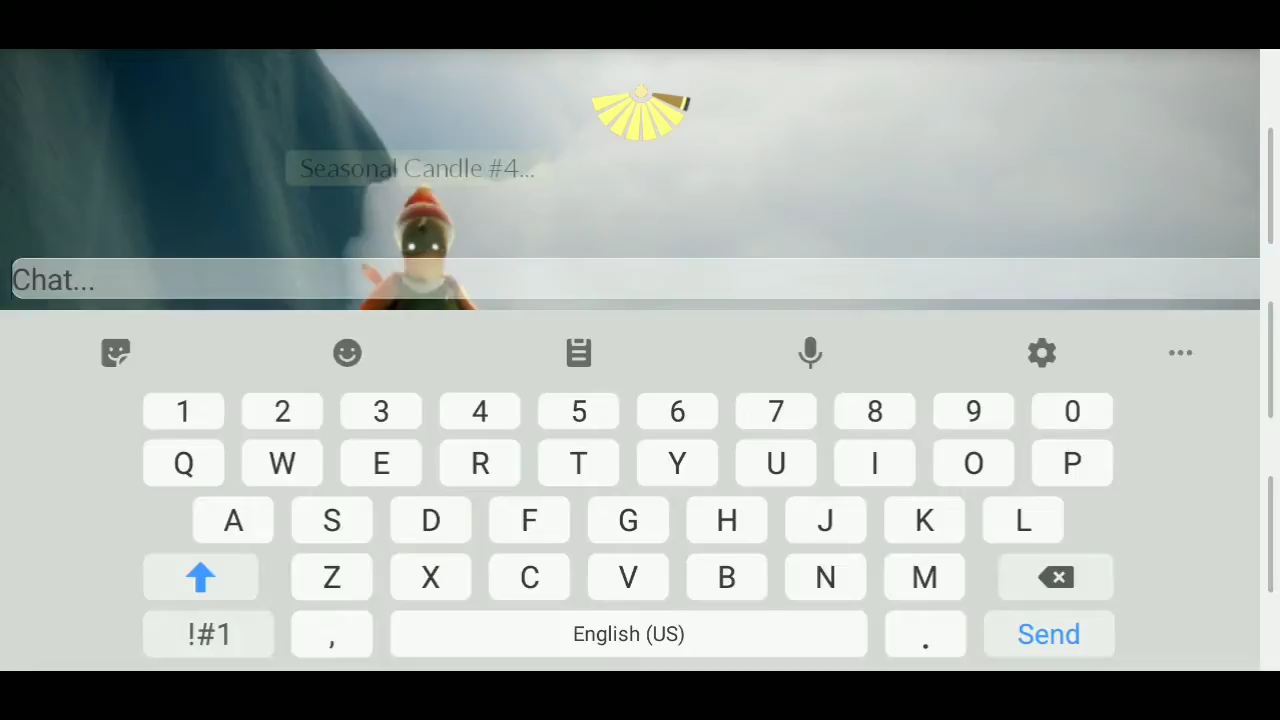 Seasonal Candle #4...
Chat...
1 2 3 4 5 6 7 8 9 0
Q W E R T Y U I O P
A S D F G H J K L
Z X C V B N M
!#1 , English (US) . Send